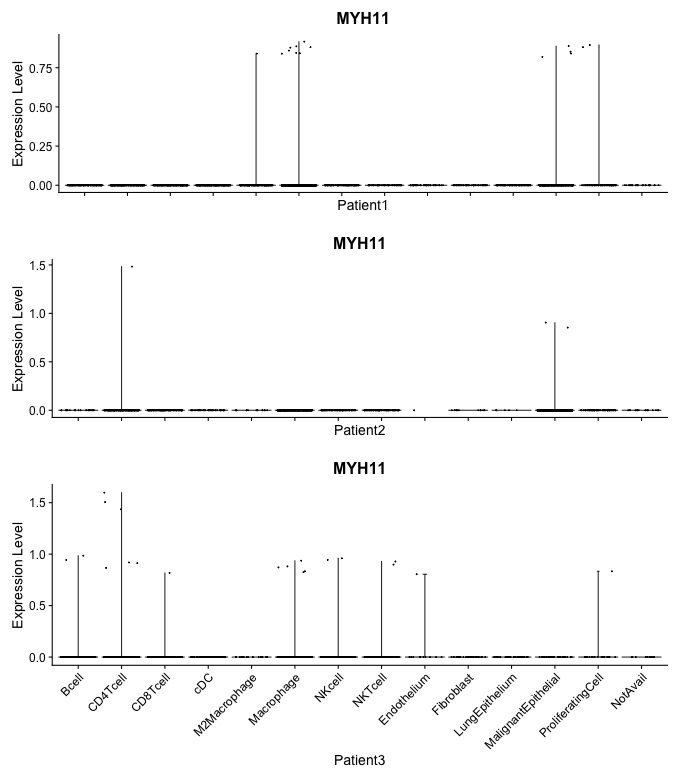 MYH11
Expression Level
0.75
0.50
0.25
0.00
Patient1
MYH11
Expression Level
1.5
1.0
0.5
0.0
Patient2
MYH11
Expression Level
1.5
1.0
0.5
0.0
Bcell
CD4Tcell
CD8Tcell
cDC
M2Macrophage
Macrophage
NKcell
NKTcell
Endothelium
Fibroblast
LungEpithelium
MalignantEpithelial
ProliferatingCell
NotAvail
Patient3